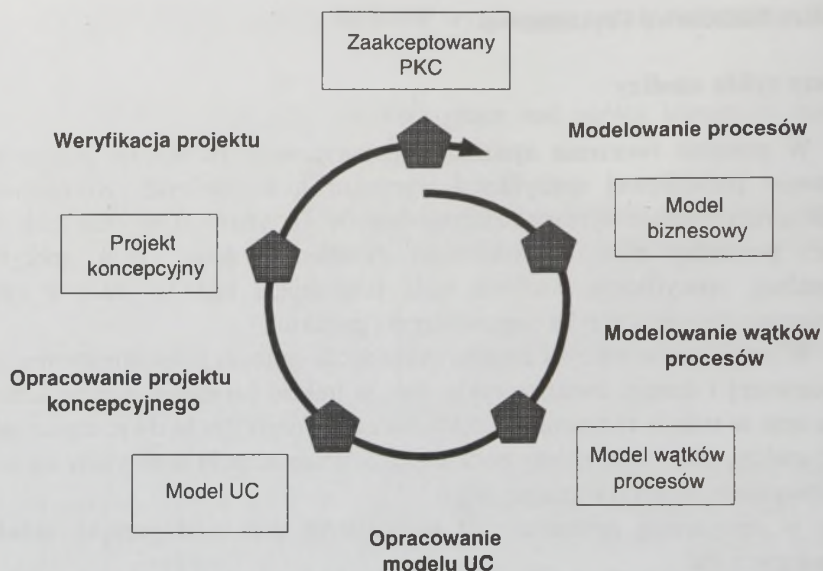 Zaakceptowany
PKC
Weryfikacja projektu
Modelowanie procesów
Projekt
koncepcyjny
Model
biznesowy
Opracowanie projektu
koncepcyjnego
Modelowanie wątków
procesów
Model UC
Model wątków
procesów
Opracowanie
modelu UC